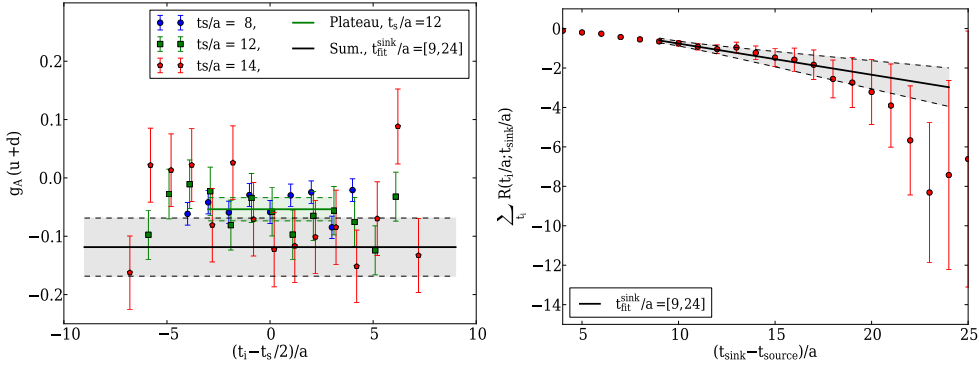 ts/a = 8,
ts/a = 12,
ts/a = 14,
Plateau, t_s/a=12
Sum., t_fit^sink/a=[9,24]
0.2
0.1
0.0
−0.1
−0.2
g_A (u+d)
−10
−5
0
5
10
(t_i−t_s/2)/a
0
−2
−4
−6
−8
−10
−12
−14
∑_{t_i} R(t_i/a;t_sink/a)
t_fit^sink/a=[9,24]
5
10
15
20
25
(t_sink−t_source)/a